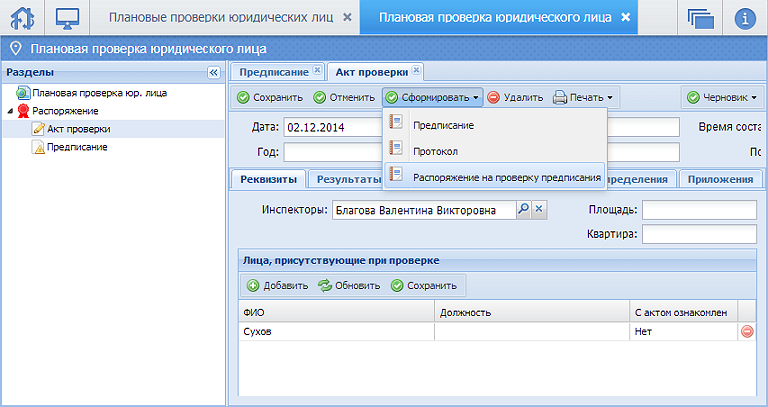 Плановые проверки юридических лиц
Плановая проверка юридического лица
Плановая проверка юридического лица
Разделы
Плановая проверка юр. лица
Распоряжение
Акт проверки
Предписание
Предписание Акт проверки
Сохранить Отменить Сформировать Удалить Печать Черновик
Предписание
Протокол
Распоряжение на проверку предписания
Дата: 02.12.2014 Время соста
Год: По
Реквизиты Результаты пределения Приложения
Инспекторы: Благова Валентина Викторовна Площадь:
Квартира:
Лица, присутствующие при проверке
Добавить Обновить Сохранить
ФИО Должность С актом ознакомлен
Сухов Нет